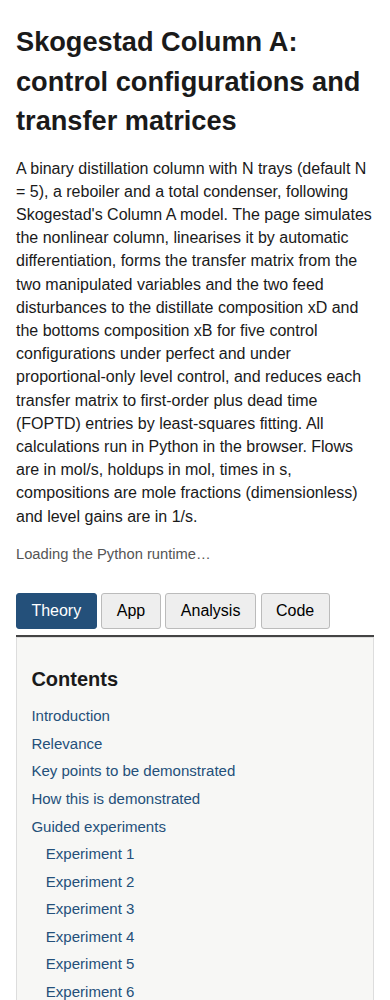 Skogestad Column A:
control configurations and
transfer matrices
A binary distillation column with N trays (default N
= 5), a reboiler and a total condenser, following
Skogestad's Column A model. The page simulates
the nonlinear column, linearises it by automatic
differentiation, forms the transfer matrix from the
two manipulated variables and the two feed
disturbances to the distillate composition xD and
the bottoms composition xB for five control
configurations under perfect and under
proportional-only level control, and reduces each
transfer matrix to first-order plus dead time
(FOPTD) entries by least-squares fitting. All
calculations run in Python in the browser. Flows
are in mol/s, holdups in mol, times in s,
compositions are mole fractions (dimensionless)
and level gains are in 1/s.
Loading the Python runtime…
Theory App Analysis Code
Contents
Introduction
Relevance
Key points to be demonstrated
How this is demonstrated
Guided experiments
Experiment 1
Experiment 2
Experiment 3
Experiment 4
Experiment 5
Experiment 6